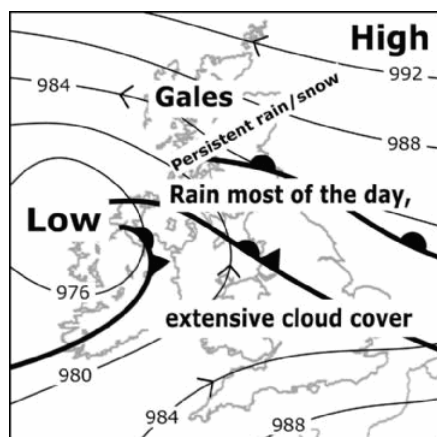 High
992
984
Gales
988
Persistent rain/snow
Rain most of the day,
Low
976
extensive cloud cover
980
984
988